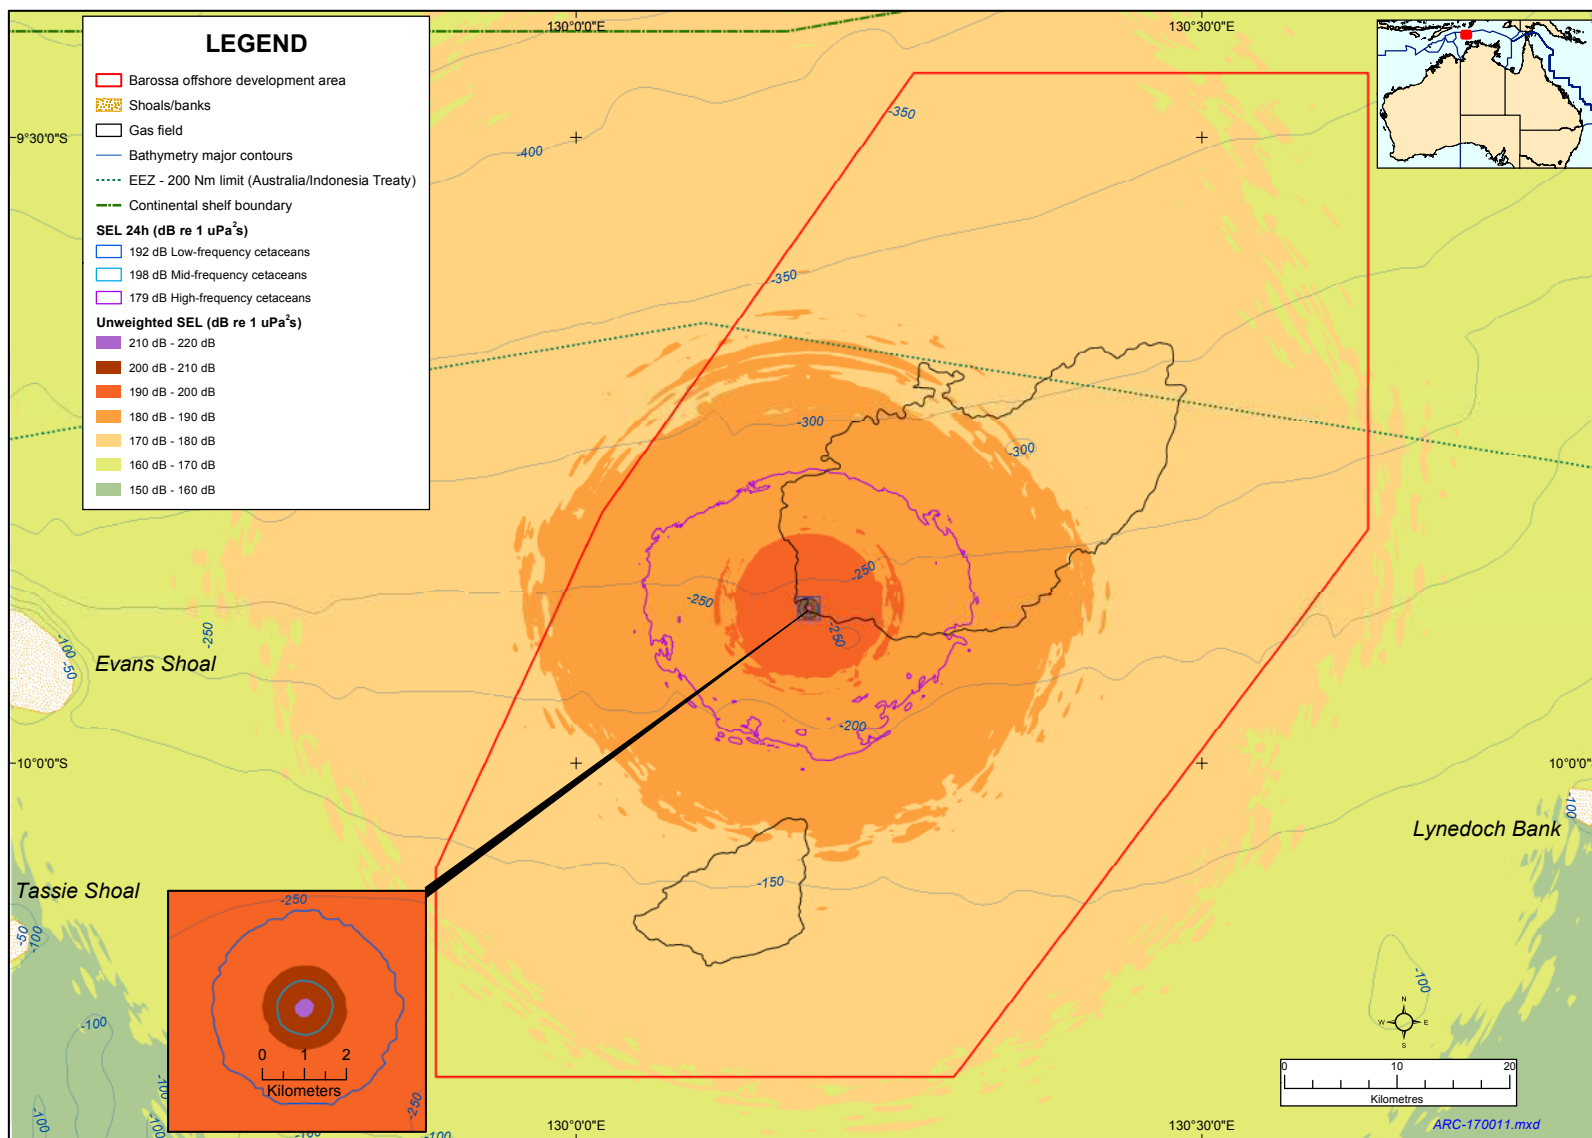 130°0'0"E
130°30'0"E
LEGEND
Barossa offshore development area
Shoals/banks
Gas field
Bathymetry major contours
EEZ - 200 Nm limit (Australia/Indonesia Treaty)
Continental shelf boundary
SEL 24h (dB re 1 uPa²s)
192 dB Low-frequency cetaceans
198 dB Mid-frequency cetaceans
179 dB High-frequency cetaceans
Unweighted SEL (dB re 1 uPa²s)
210 dB - 220 dB
200 dB - 210 dB
190 dB - 200 dB
180 dB - 190 dB
170 dB - 180 dB
160 dB - 170 dB
150 dB - 160 dB
-350
9°30'0"S
-400
-350
-300
-300
-250
-250
-250
-250
-100
-50
Evans Shoal
-200
10°0'0"S
10°0'0"S
-100
Lynedoch Bank
-150
Tassie Shoal
-50
-100
-250
-100
-100
0 1 2
Kilometers
N
W E
S
0 10 20
Kilometres
-100
-100
-250
-100
-100
130°0'0"E
130°30'0"E
ARC-170011.mxd